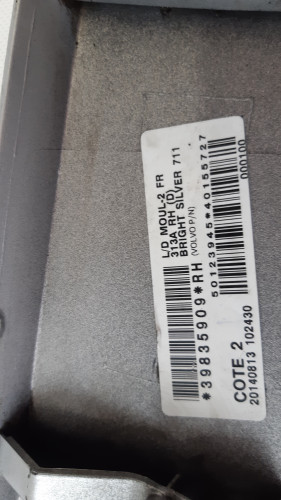 L/D MOUL-2 FR
313A RH (D)
BRIGHT SILVER 711
(VOLVO P/N)
*39835909*RH
50123945*40155727
000100
COTE 2
20140813 102430